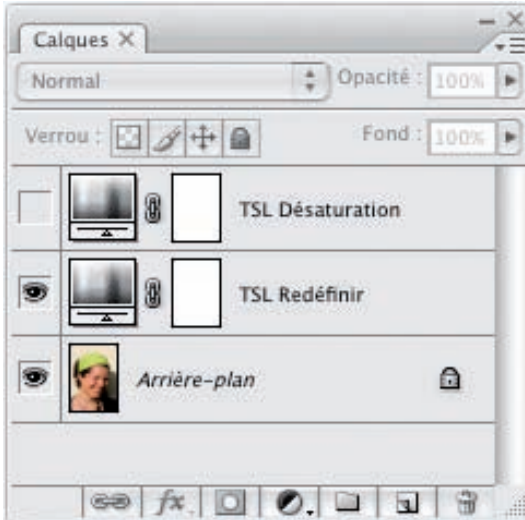 Calques
Normal Opacité : 100%
Verrou : Fond : 100%
TSL Désaturation
TSL Redéfinir
Arrière-plan
fx.